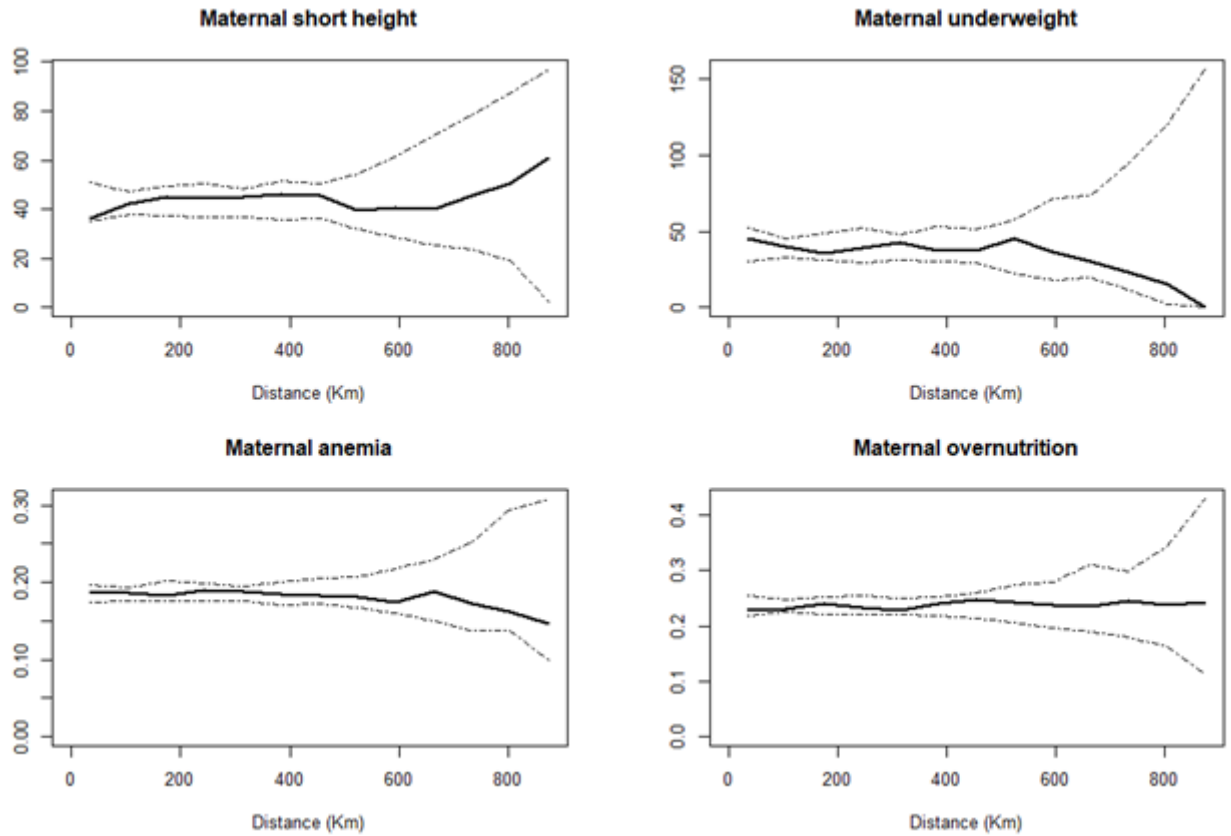 Maternal short height
100
80
60
40
20
0
0 200 400 600 800
Distance (Km)
Maternal underweight
150
100
50
0
0 200 400 600 800
Distance (Km)
Maternal anemia
0.30
0.20
0.10
0.00
0 200 400 600 800
Distance (Km)
Maternal overnutrition
0.4
0.3
0.2
0.1
0.0
0 200 400 600 800
Distance (Km)